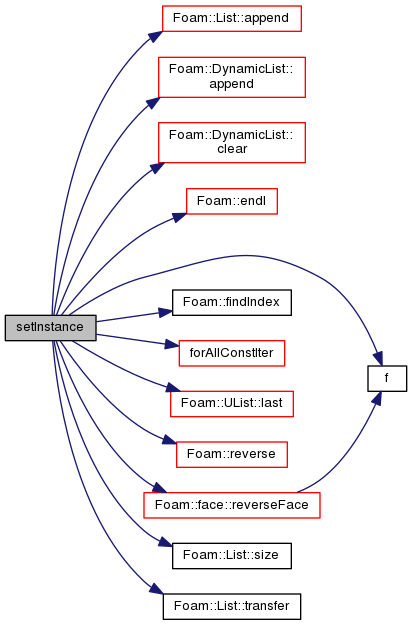 Foam::List::append
Foam::DynamicList::
append
Foam::DynamicList::
clear
Foam::endl
Foam::findIndex
setInstance
forAllConstIter
f
Foam::UList::last
Foam::reverse
Foam::face::reverseFace
Foam::List::size
Foam::List::transfer